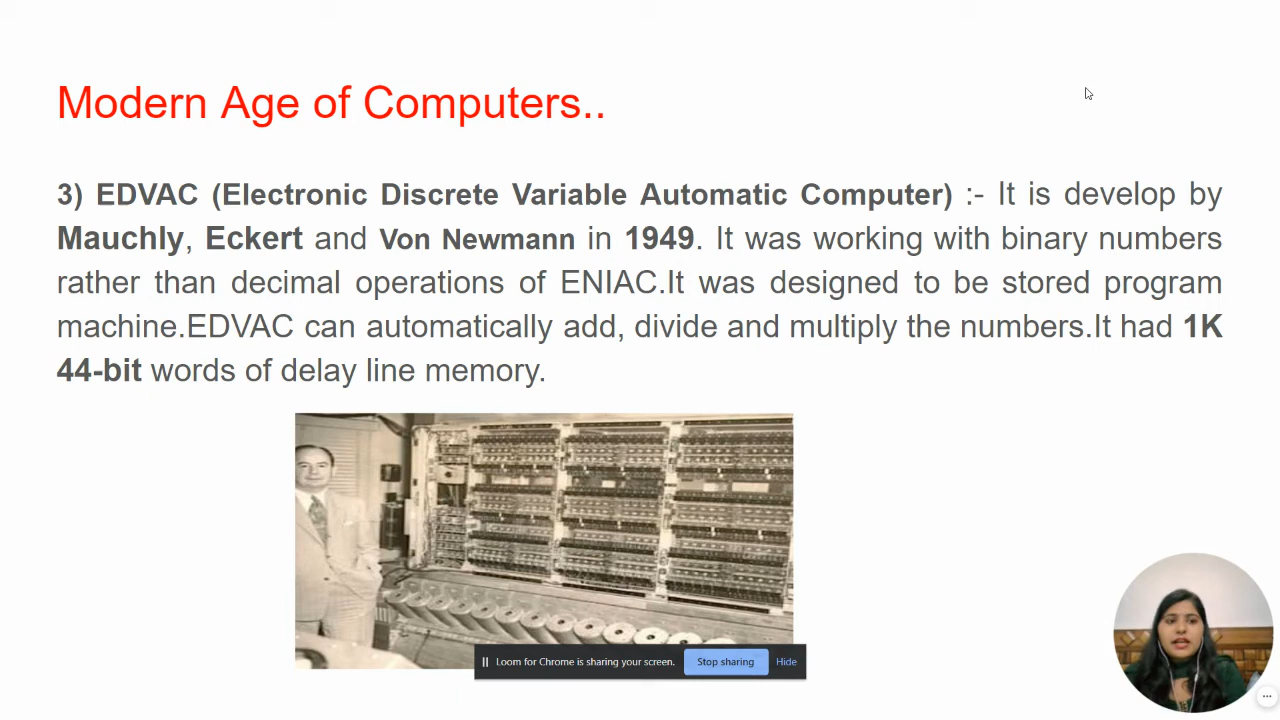 Modern Age of Computers..
3) EDVAC (Electronic Discrete Variable Automatic Computer) :- It is develop by
Mauchly, Eckert and Von Newmann in 1949. It was working with binary numbers
rather than decimal operations of ENIAC.It was designed to be stored program
machine.EDVAC can automatically add, divide and multiply the numbers.It had 1K
44-bit words of delay line memory.
Loom for Chrome is sharing your screen. Stop sharing Hide